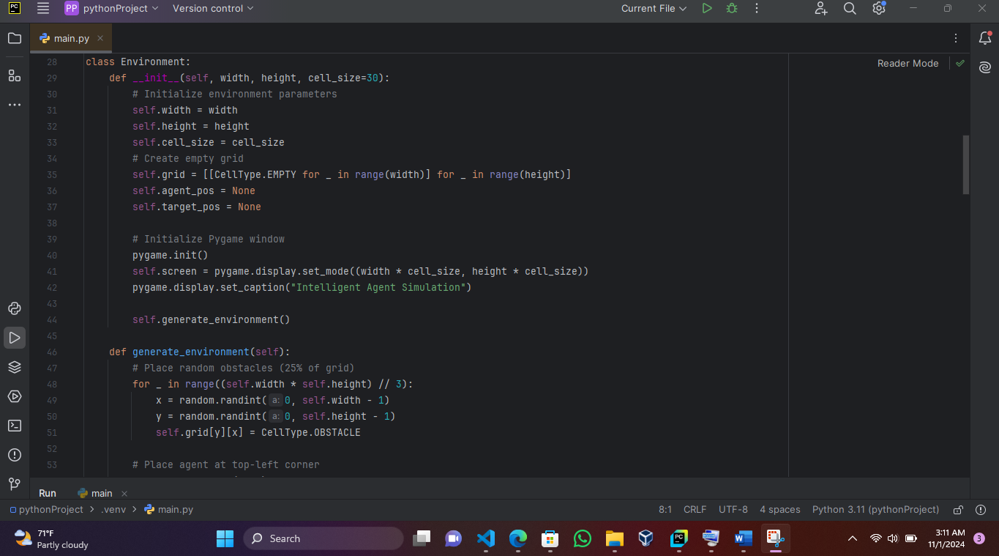 PC PP pythonProject Version control Current File
main.py
Reader Mode
28 class Environment:
29 def __init__(self, width, height, cell_size=30):
30 # Initialize environment parameters
31 self.width = width
32 self.height = height
33 self.cell_size = cell_size
34 # Create empty grid
35 self.grid = [[CellType.EMPTY for _ in range(width)] for _ in range(height)]
36 self.agent_pos = None
37 self.target_pos = None
38
39 # Initialize Pygame window
40 pygame.init()
41 self.screen = pygame.display.set_mode((width * cell_size, height * cell_size))
42 pygame.display.set_caption("Intelligent Agent Simulation")
43
44 self.generate_environment()
45
46 def generate_environment(self):
47 # Place random obstacles (25% of grid)
48 for _ in range((self.width * self.height) // 3):
49 x = random.randint(a: 0, self.width - 1)
50 y = random.randint(a: 0, self.height - 1)
51 self.grid[y][x] = CellType.OBSTACLE
52
53 # Place agent at top-left corner
Run main
pythonProject > .venv > main.py 8:1 CRLF UTF-8 4 spaces Python 3.11 (pythonProject)
71°F
Partly cloudy
Search
PC
W
3:11 AM
11/1/2024
3